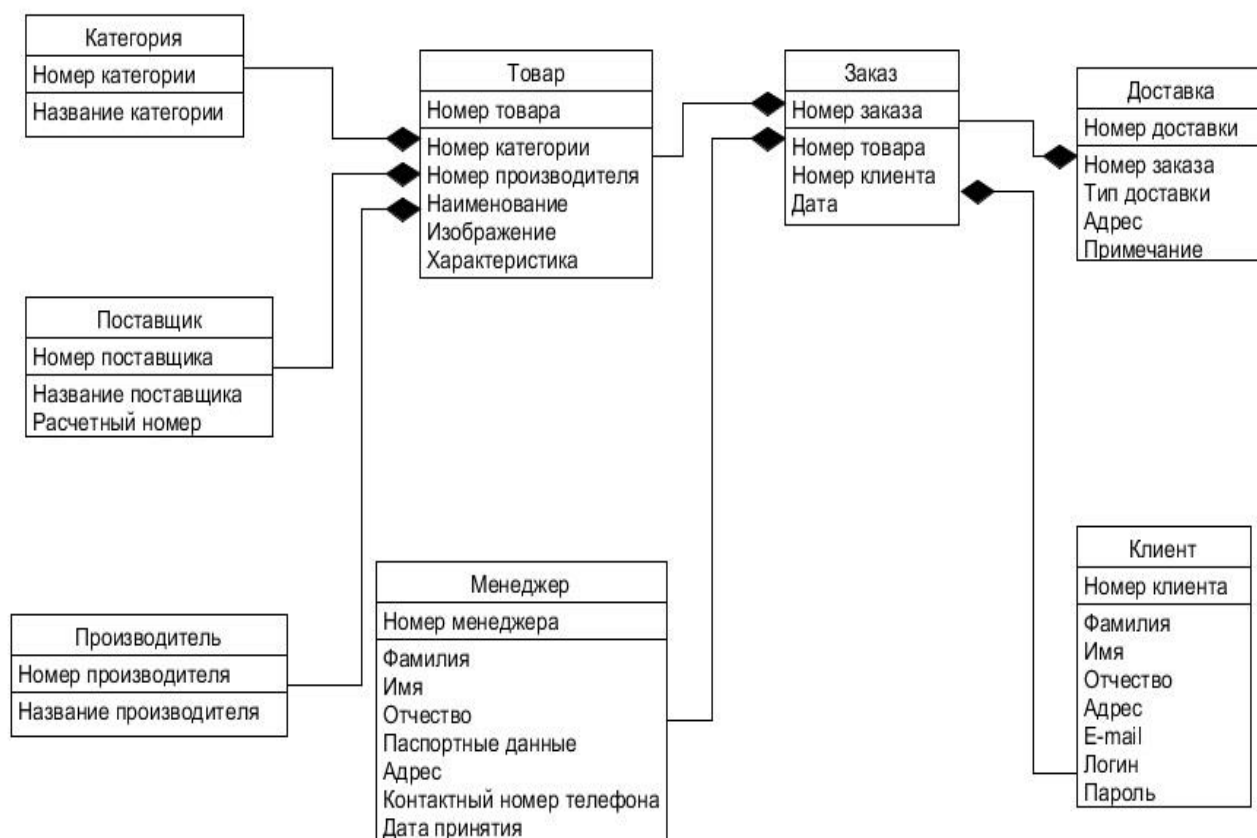 Категория
Номер категории
Название категории
Товар
Номер товара
Номер категории
Номер производителя
Наименование
Изображение
Характеристика
Заказ
Номер заказа
Номер товара
Номер клиента
Дата
Доставка
Номер доставки
Номер заказа
Тип доставки
Адрес
Примечание
Поставщик
Номер поставщика
Название поставщика
Расчетный номер
Производитель
Номер производителя
Название производителя
Менеджер
Номер менеджера
Фамилия
Имя
Отчество
Паспортные данные
Адрес
Контактный номер телефона
Дата принятия
Клиент
Номер клиента
Фамилия
Имя
Отчество
Адрес
E-mail
Логин
Пароль